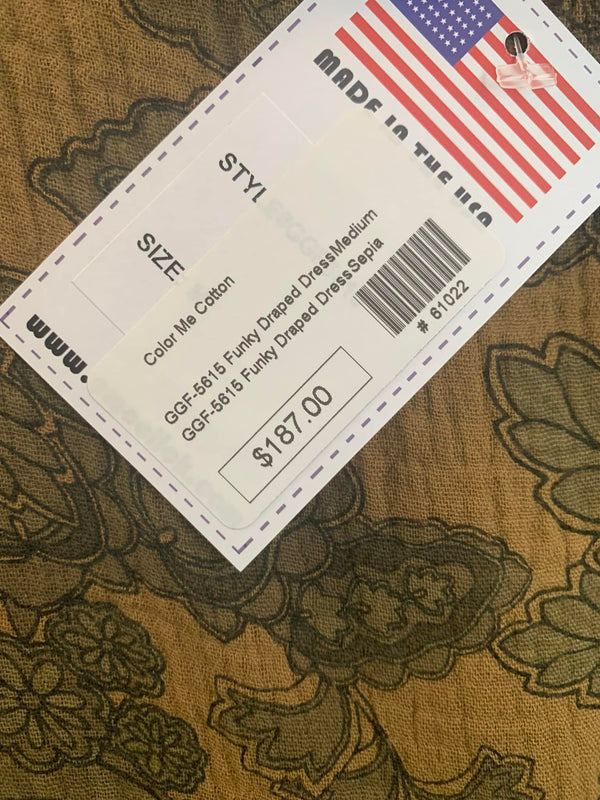 MADE IN THE USA
STYL
SIZE
www.
Color Me Cotton
GGF-5615 Funky Draped DressMedium
GGF-5615 Funky Draped DressSepia
# 61022
$187.00